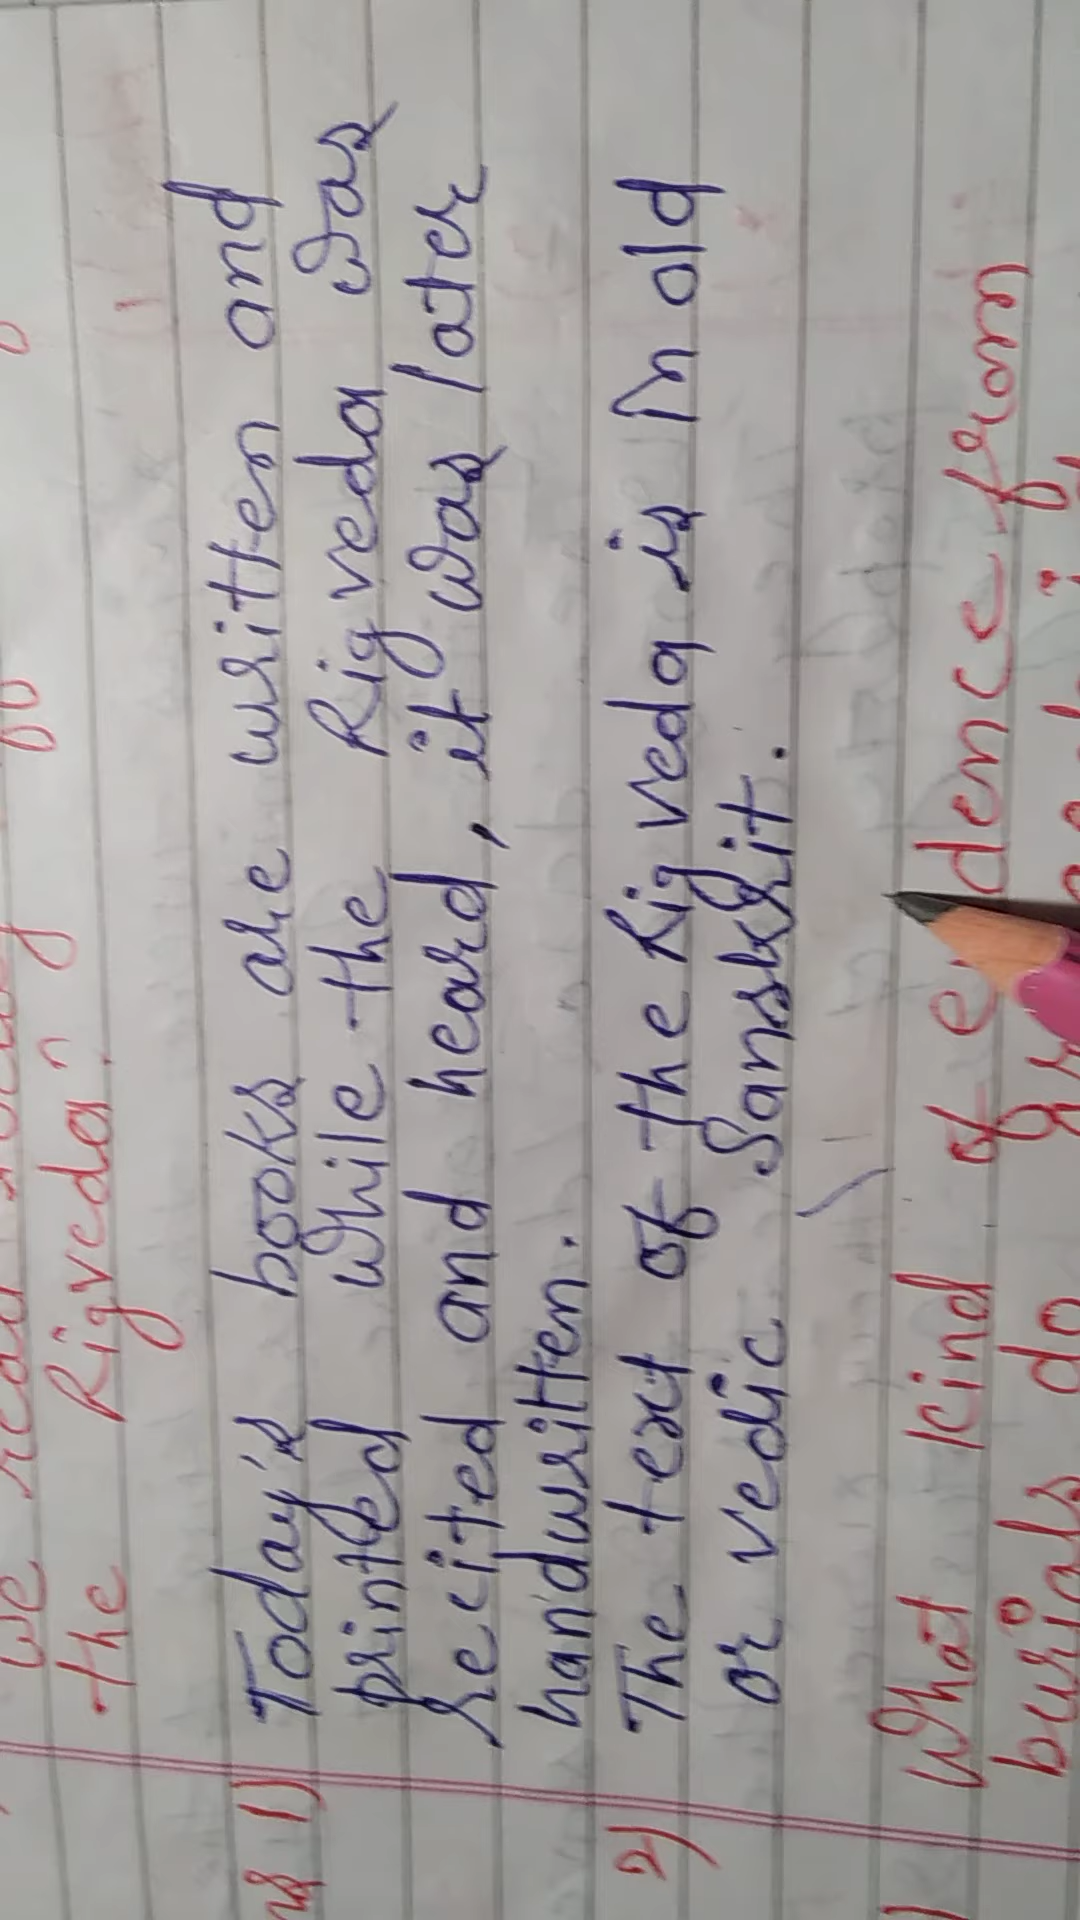 we read
the Rigveda.
1) Today's books are written and
printed while the Rigveda was
recited and heard, it was later
handwritten.
2) The text of the Rigveda is in old
or vedic Sanskrit.
What kind of from
burials do